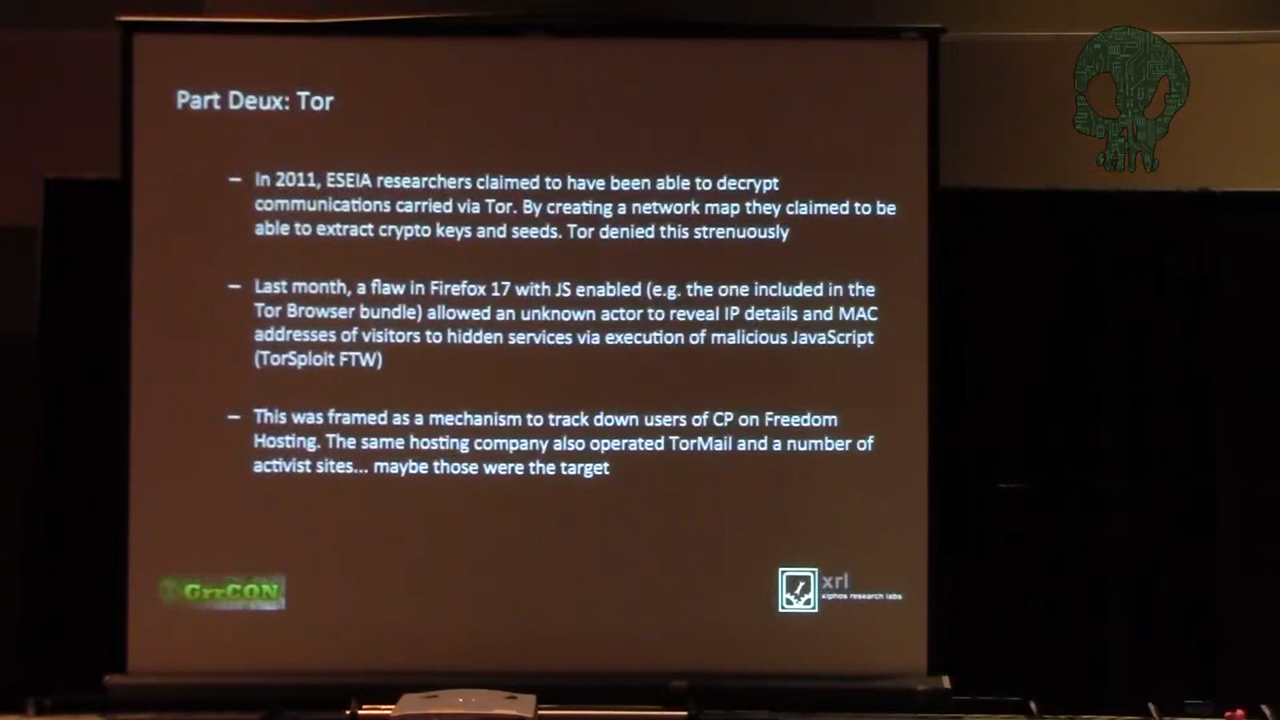 Part Deux: Tor
– In 2011, ESEIA researchers claimed to have been able to decrypt
communications carried via Tor. By creating a network map they claimed to be
able to extract crypto keys and seeds. Tor denied this strenuously
– Last month, a flaw in Firefox 17 with JS enabled (e.g. the one included in the
Tor Browser bundle) allowed an unknown actor to reveal IP details and MAC
addresses of visitors to hidden services via execution of malicious JavaScript
(TorSploit FTW)
– This was framed as a mechanism to track down users of CP on Freedom
Hosting. The same hosting company also operated TorMail and a number of
activist sites... maybe those were the target
GrrCON
xrl
xiphos research labs